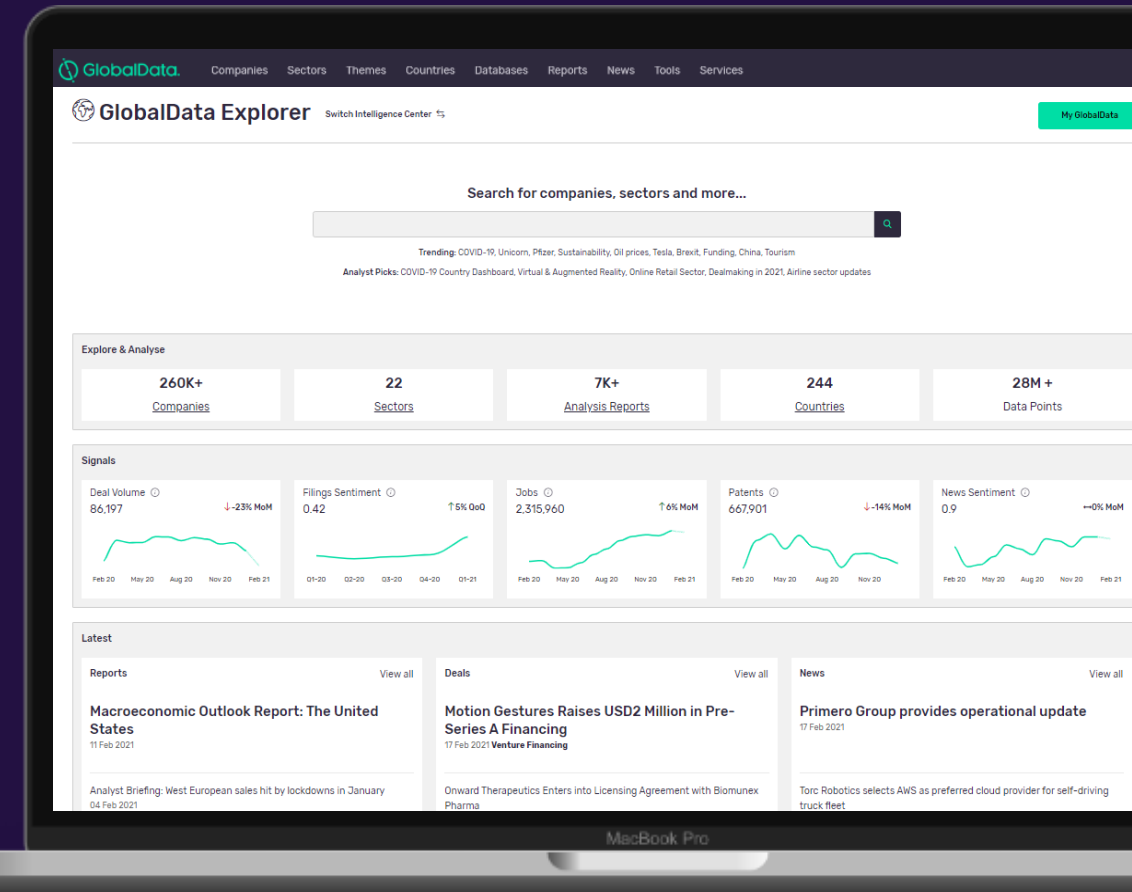 GlobalData.
Companies Sectors Themes Countries Databases Reports News Tools Services
GlobalData Explorer Switch Intelligence Center
My GlobalData
Search for companies, sectors and more...
Trending: COVID-19, Unicorn, Pfizer, Sustainability, Oil prices, Tesla, Brexit, Funding, China, Tourism
Analyst Picks: COVID-19 Country Dashboard, Virtual & Augmented Reality, Online Retail Sector, Dealmaking in 2021, Airline sector updates
Explore & Analyse
260K+
Companies
22
Sectors
7K+
Analysis Reports
244
Countries
28M +
Data Points
Signals
Deal Volume
86,197 ↓-23% MoM
Feb 20 May 20 Aug 20 Nov 20 Feb 21
Filings Sentiment
0.42 ↑5% QoQ
Q1-20 Q2-20 Q3-20 Q4-20 Q1-21
Jobs
2,315,960 ↑6% MoM
Feb 20 May 20 Aug 20 Nov 20 Feb 21
Patents
667,901 ↓-14% MoM
Feb 20 May 20 Aug 20 Nov 20
News Sentiment
0.9 ↔0% MoM
Feb 20 May 20 Aug 20 Nov 20 Feb 21
Latest
Reports View all
Macroeconomic Outlook Report: The United
States
11 Feb 2021
Analyst Briefing: West European sales hit by lockdowns in January
04 Feb 2021
Deals View all
Motion Gestures Raises USD2 Million in Pre-
Series A Financing
17 Feb 2021 Venture Financing
Onward Therapeutics Enters into Licensing Agreement with Biomunex
Pharma
News View all
Primero Group provides operational update
17 Feb 2021
Torc Robotics selects AWS as preferred cloud provider for self-driving
truck fleet
MacBook Pro